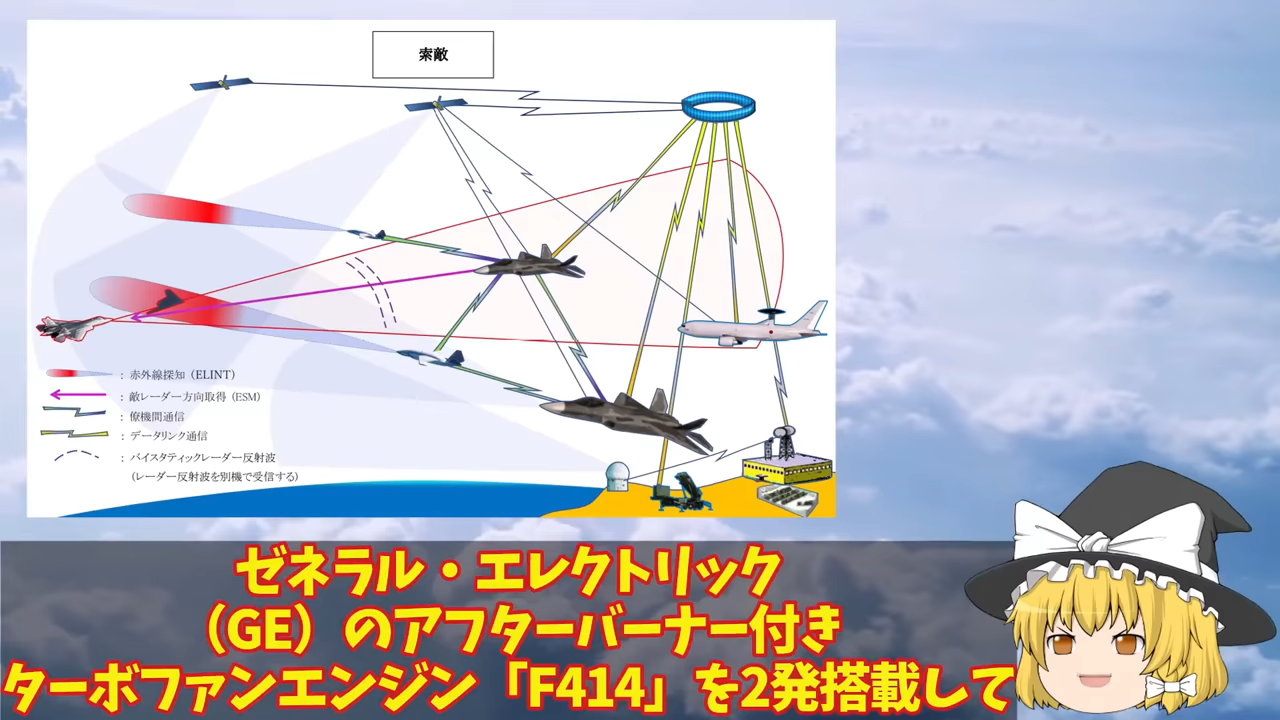 索敵
：赤外線探知（ELINT）
：敵レーダー方向取得（ESM）
：僚機間通信
：データリンク通信
：バイスタティックレーダー反射波
（レーダー反射波を別機で受信する）
ゼネラル・エレクトリック
（GE）のアフターバーナー付き
ターボファンエンジン「F414」を2発搭載して